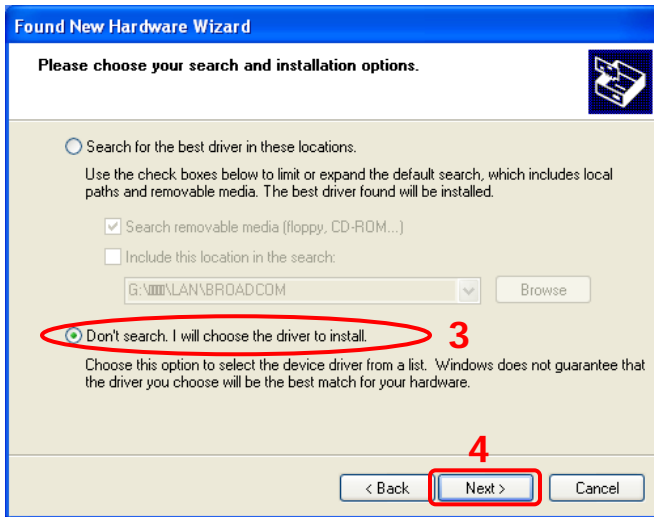 Found New Hardware Wizard
Please choose your search and installation options.
Search for the best driver in these locations.
Use the check boxes below to limit or expand the default search, which includes local
paths and removable media. The best driver found will be installed.
Search removable media (floppy, CD-ROM...)
Include this location in the search:
G:\ \LAN\BROADCOM
Browse
Don't search. I will choose the driver to install.
3
Choose this option to select the device driver from a list. Windows does not guarantee that
the driver you choose will be the best match for your hardware.
4
< Back
Next >
Cancel